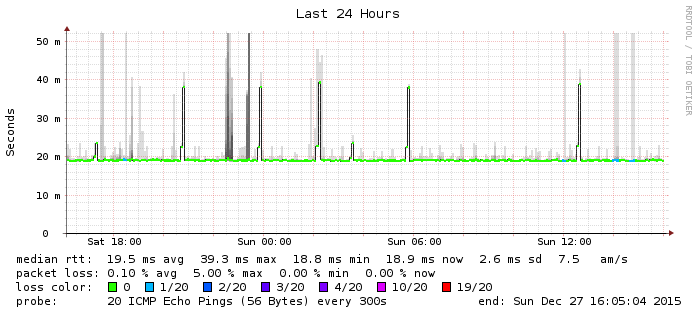 Last 24 Hours
RRDTOOL / TOBI OETIKER
Seconds
50 m
40 m
30 m
20 m
10 m
0
Sat 18:00 Sun 00:00 Sun 06:00 Sun 12:00
median rtt: 19.5 ms avg 39.3 ms max 18.8 ms min 18.9 ms now 2.6 ms sd 7.5 am/s
packet loss: 0.10 % avg 5.00 % max 0.00 % min 0.00 % now
loss color: 0 1/20 2/20 3/20 4/20 10/20 19/20
probe: 20 ICMP Echo Pings (56 Bytes) every 300s end: Sun Dec 27 16:05:04 2015